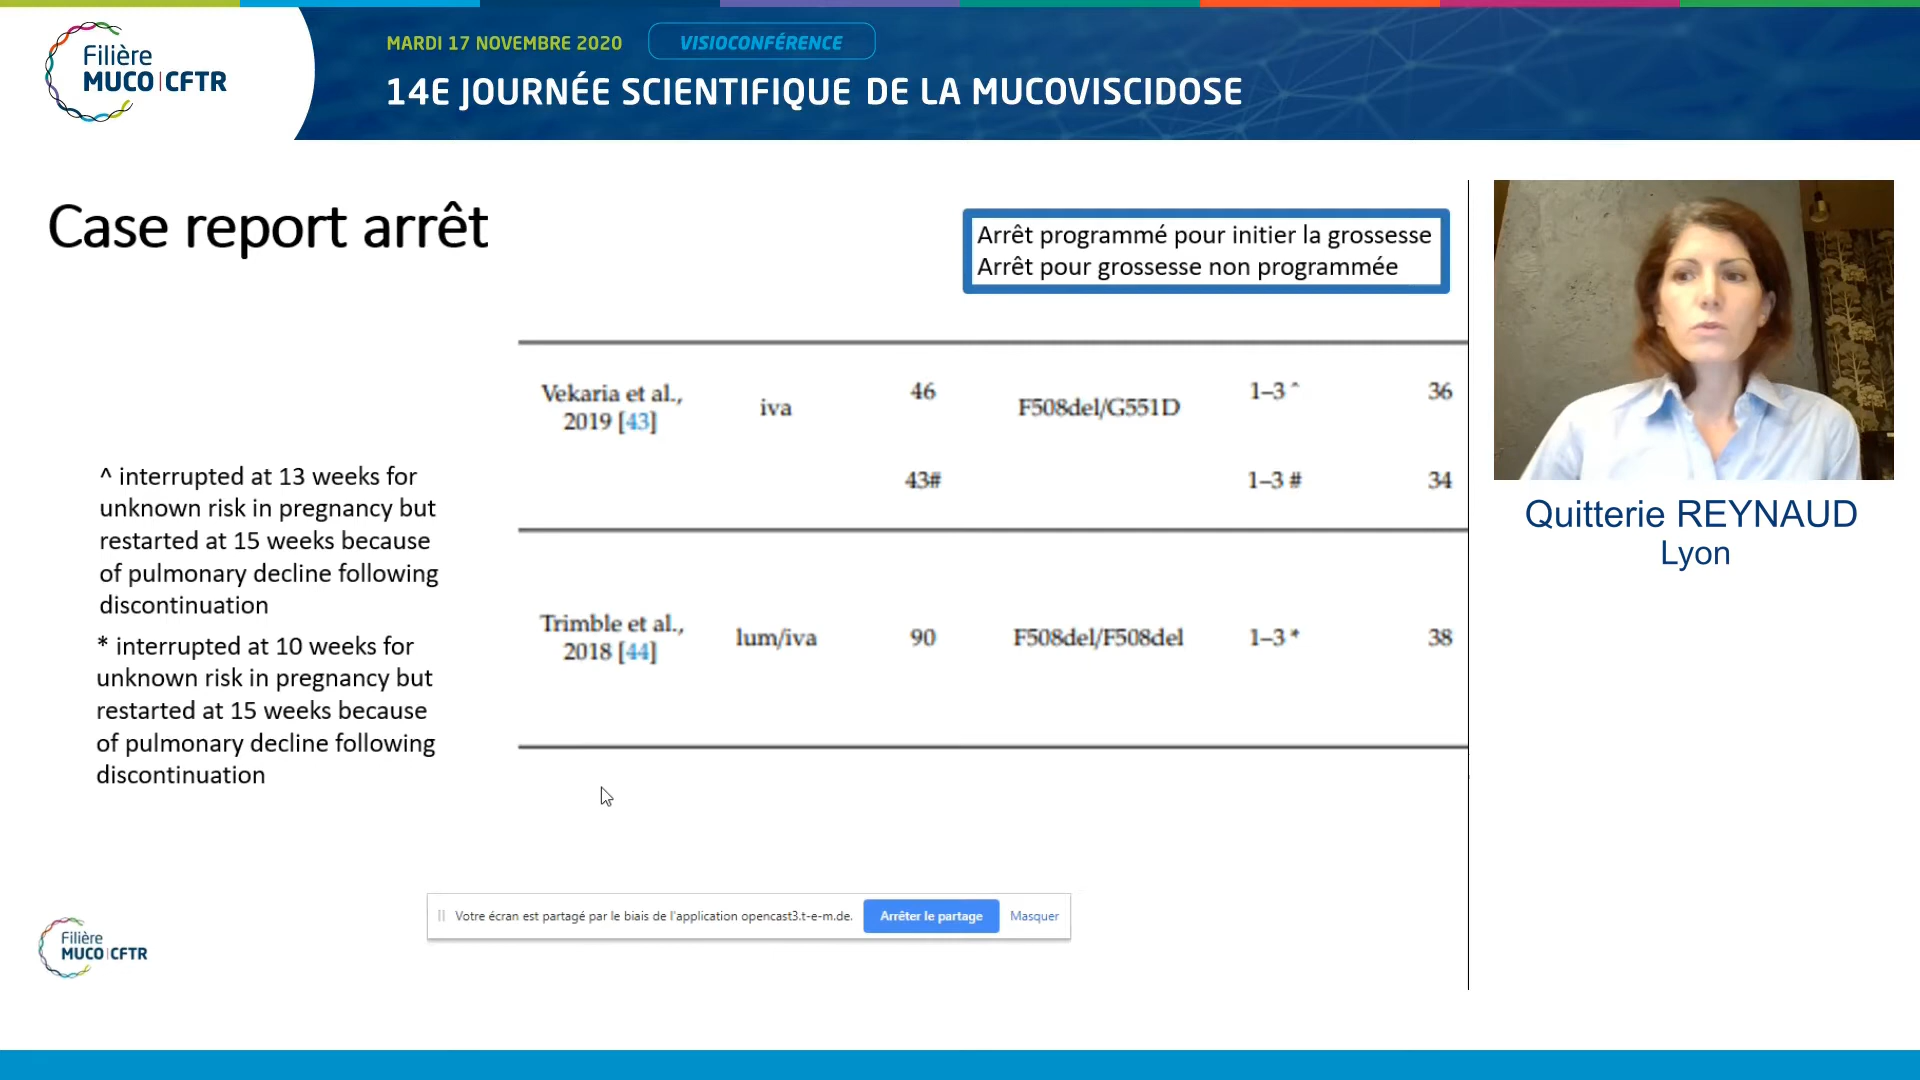 Filière
MUCO|CFTR
MARDI 17 NOVEMBRE 2020
VISIOCONFÉRENCE
14E JOURNÉE SCIENTIFIQUE DE LA MUCOVISCIDOSE
Case report arrêt
Arrêt programmé pour initier la grossesse
Arrêt pour grossesse non programmée
Vekaria et al.,
2019 [43]
iva
46
F508del/G551D
1–3 ^
36
43#
1–3 #
34
^ interrupted at 13 weeks for
unknown risk in pregnancy but
restarted at 15 weeks because
of pulmonary decline following
discontinuation
* interrupted at 10 weeks for
unknown risk in pregnancy but
restarted at 15 weeks because
of pulmonary decline following
discontinuation
Trimble et al.,
2018 [44]
lum/iva
90
F508del/F508del
1–3 *
38
Quitterie REYNAUD
Lyon
Votre écran est partagé par le biais de l'application opencast3.t-e-m.de.
Arrêter le partage
Masquer
Filière
MUCO|CFTR